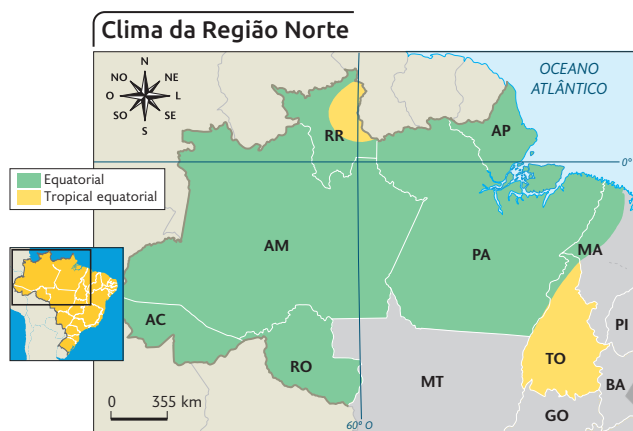 Clima da Região Norte
N
NO NE
O L
SO SE
S
OCEANO
ATLÂNTICO
RR
AP
0°
Equatorial
Tropical equatorial
AM
PA
MA
PI
AC
RO
MT
TO
BA
GO
0 355 km
60° O